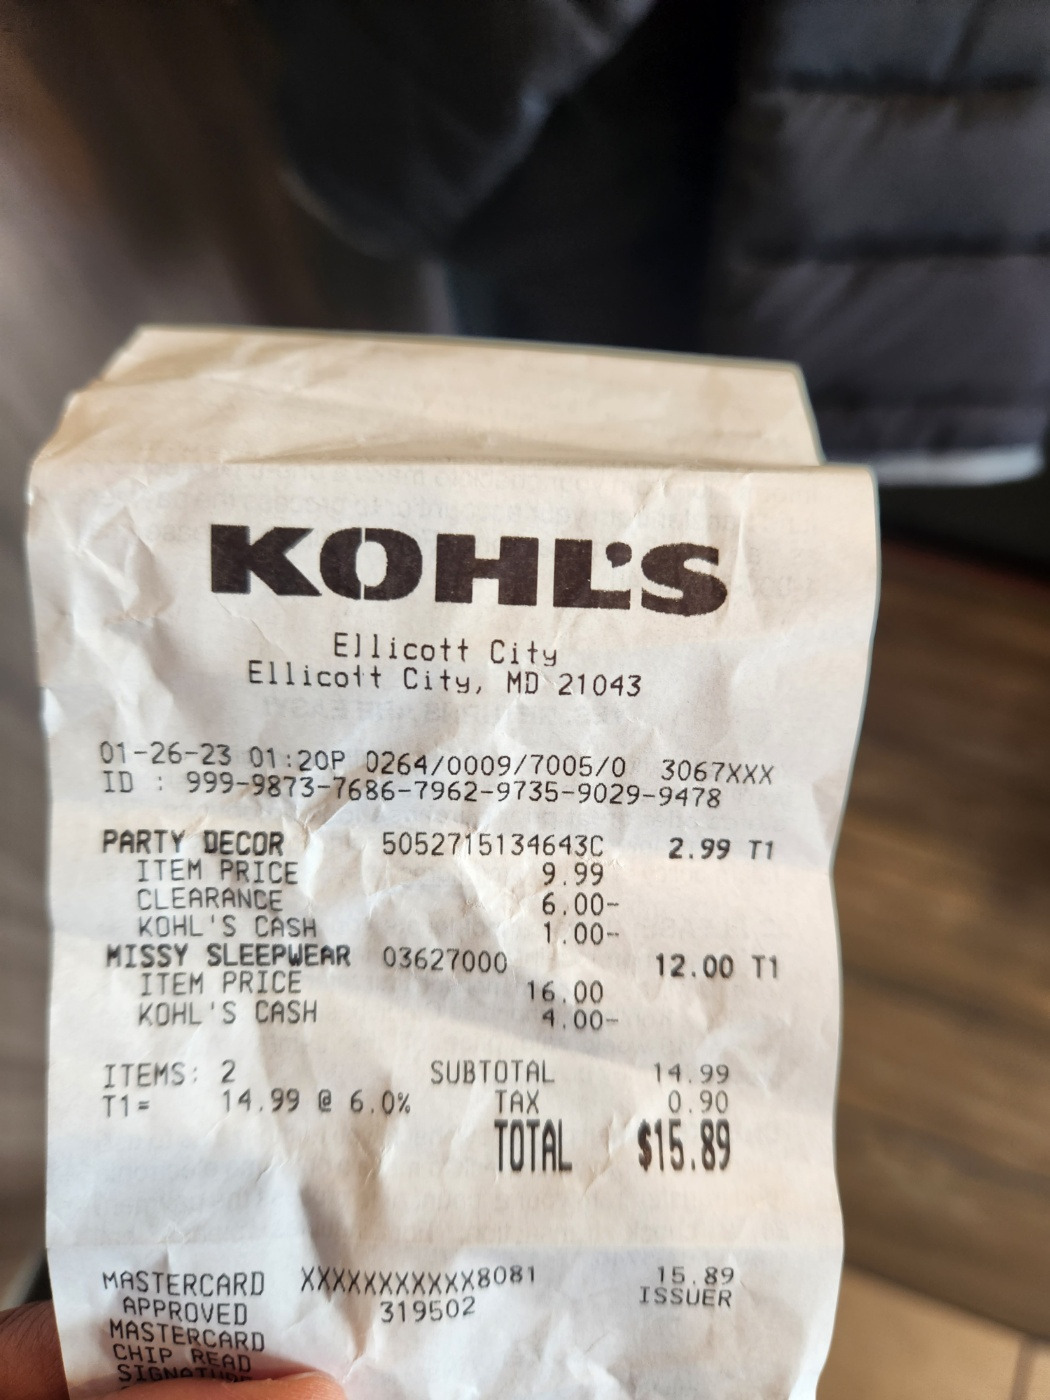 KOHL'S
Ellicott City
Ellicott City, MD 21043
01-26-23 01:20P 0264/0009/7005/0 3067XXX
ID : 999-9873-7686-7962-9735-9029-9478
PARTY DECOR 5052715134643C 2.99 T1
ITEM PRICE 9.99
CLEARANCE 6.00-
KOHL'S CASH 1.00-
MISSY SLEEPWEAR 03627000 12.00 T1
ITEM PRICE 16.00
KOHL'S CASH 4.00-
ITEMS: 2 SUBTOTAL 14.99
T1= 14.99 @ 6.0% TAX 0.90
TOTAL $15.89
MASTERCARD XXXXXXXXXXXX8081 15.89
APPROVED 319502 ISSUER
MASTERCARD
CHIP READ
SIGNATURE